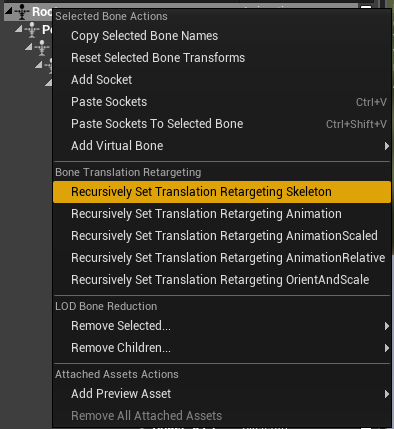 Roo
Selected Bone Actions
Copy Selected Bone Names
Reset Selected Bone Transforms
Add Socket
Paste Sockets Ctrl+V
Paste Sockets To Selected Bone Ctrl+Shift+V
Add Virtual Bone
Bone Translation Retargeting
Recursively Set Translation Retargeting Skeleton
Recursively Set Translation Retargeting Animation
Recursively Set Translation Retargeting AnimationScaled
Recursively Set Translation Retargeting AnimationRelative
Recursively Set Translation Retargeting OrientAndScale
LOD Bone Reduction
Remove Selected...
Remove Children...
Attached Assets Actions
Add Preview Asset
Remove All Attached Assets